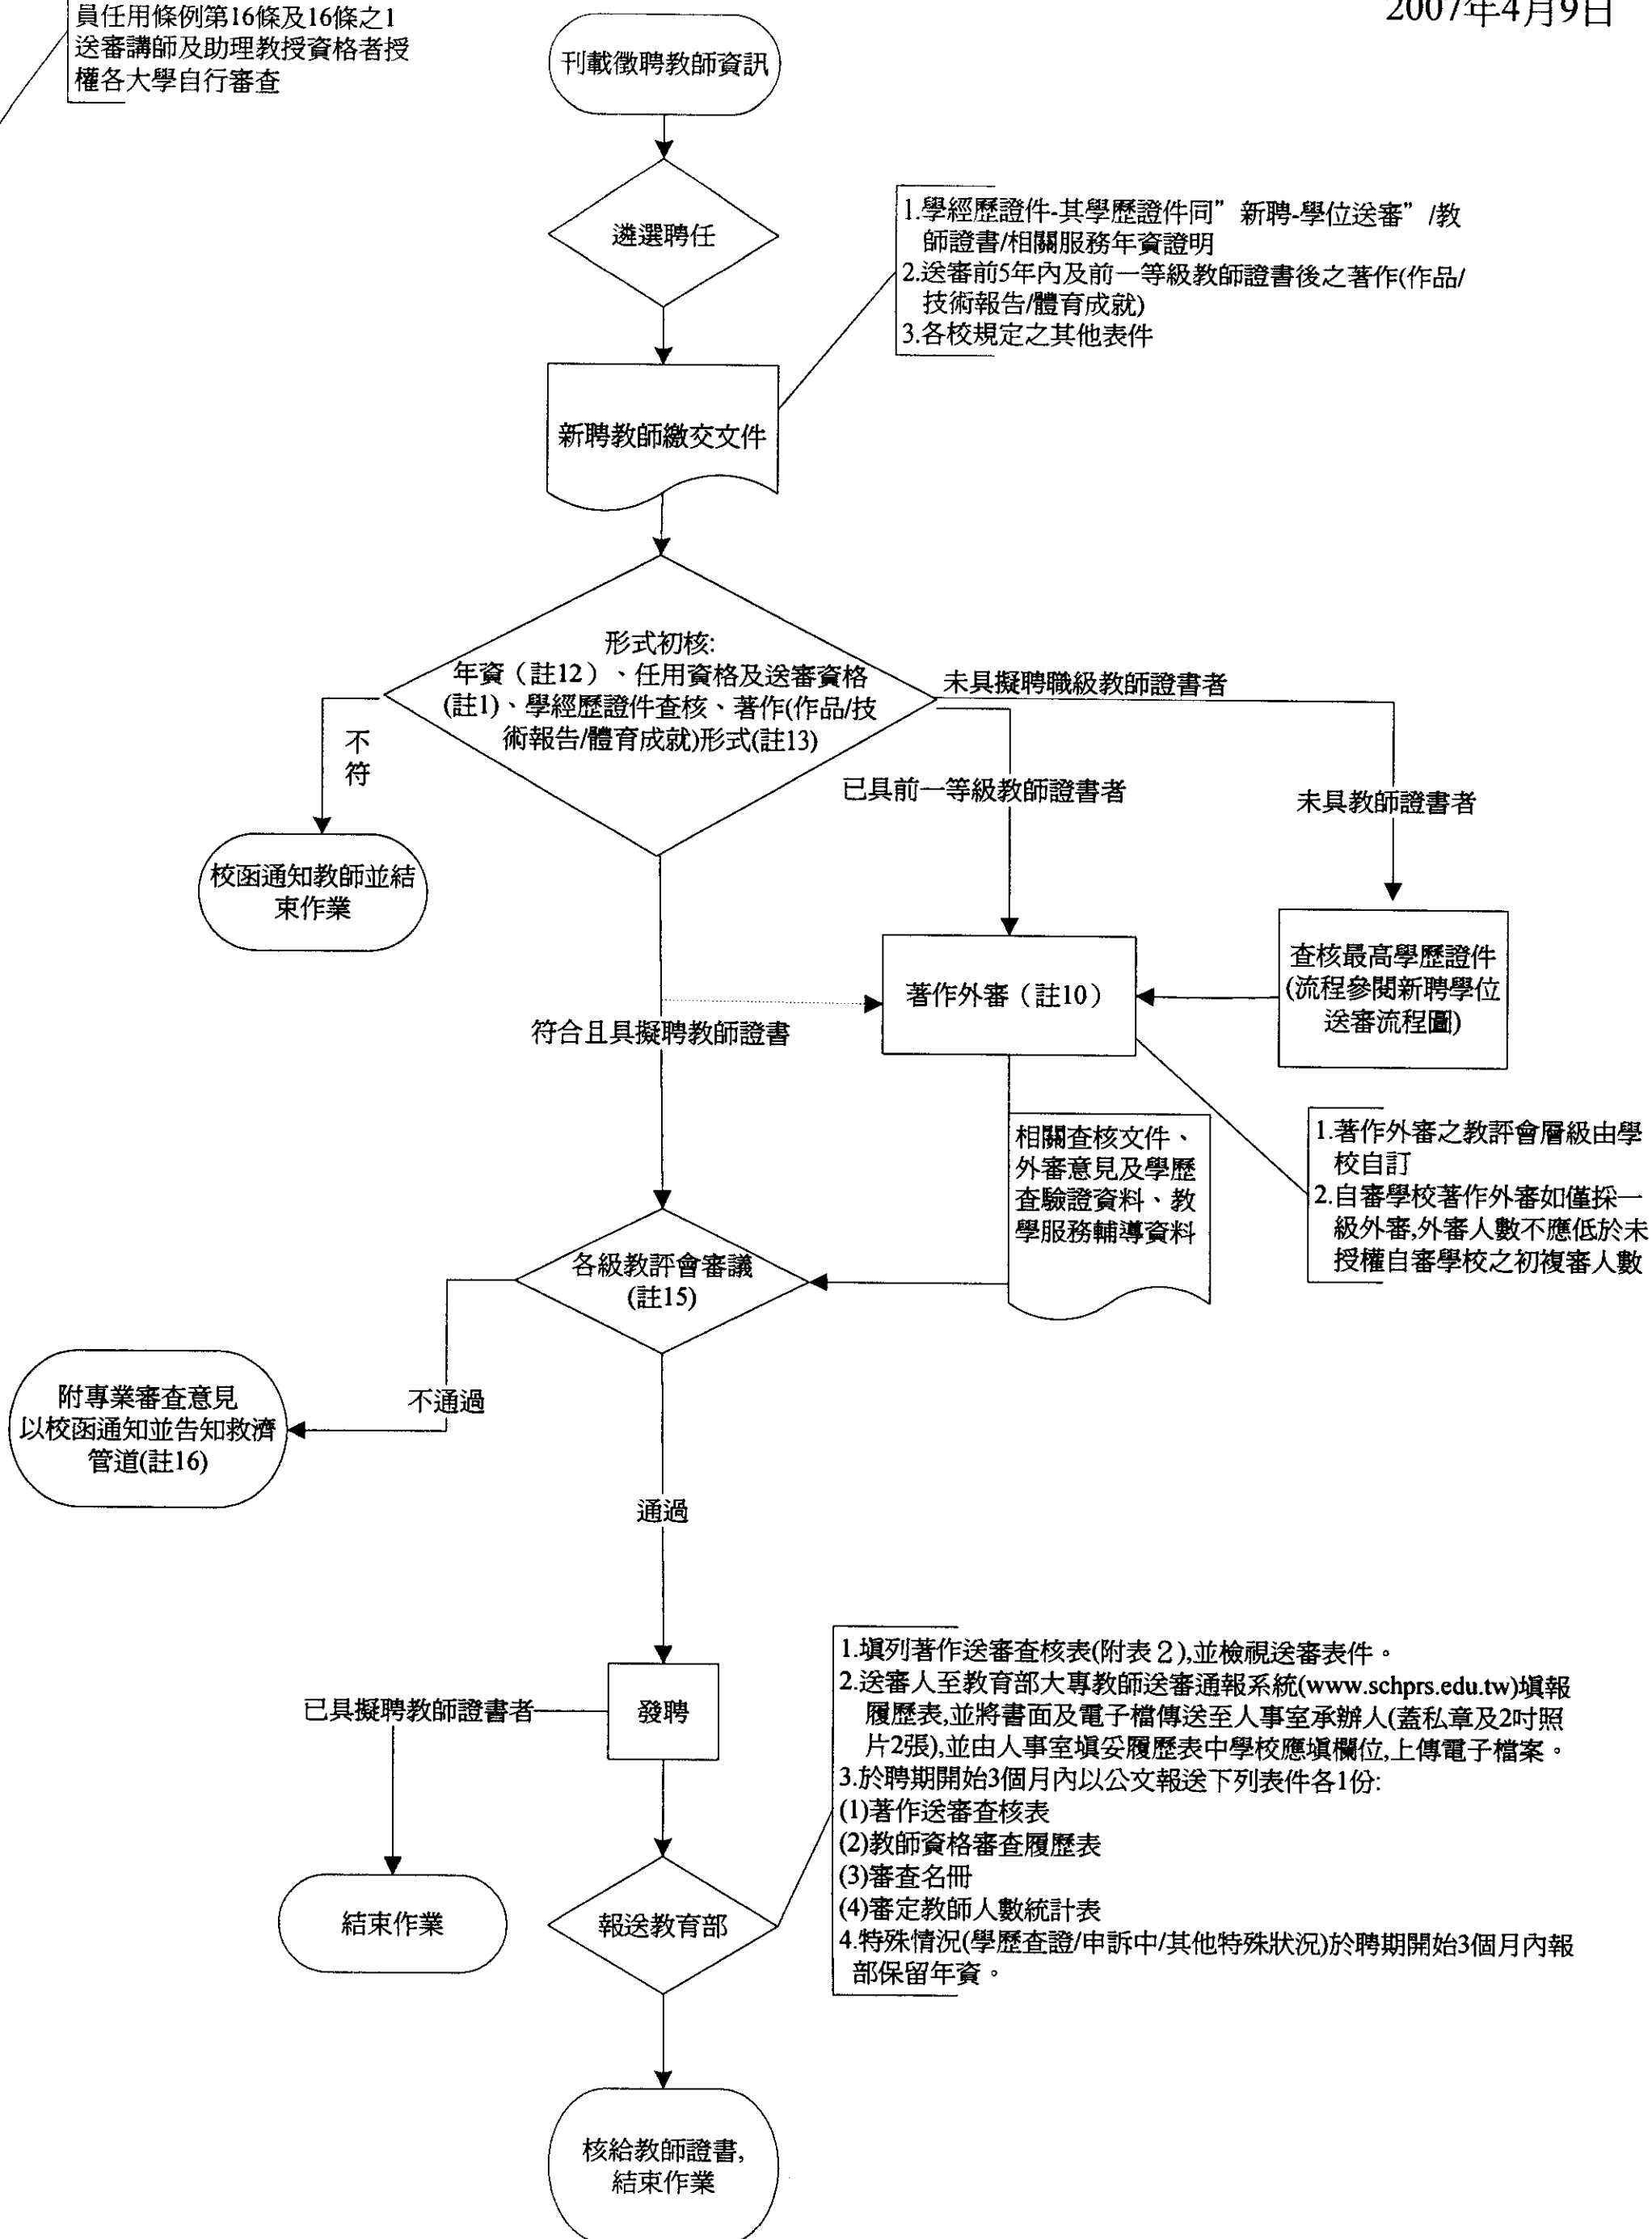 員任用條例第16條及16條之1
送審講師及助理教授資格者授
權各大學自行審查
2007年4月9日
刊載徵聘教師資訊
遴選聘任
1.學經歷證件-其學歷證件同”新聘-學位送審”/教
師證書/相關服務年資證明
2.送審前5年內及前一等級教師證書後之著作(作品/
技術報告/體育成就)
3.各校規定之其他表件
新聘教師繳交文件
形式初核:
年資（註12）、任用資格及送審資格
(註1)、學經歷證件查核、著作(作品/技
術報告/體育成就)形式(註13)
未具擬聘職級教師證書者
不
符
已具前一等級教師證書者
未具教師證書者
校函通知教師並結
束作業
著作外審（註10）
查核最高學歷證件
(流程參閱新聘學位
送審流程圖)
符合且具擬聘教師證書
相關查核文件、
外審意見及學歷
查驗證資料、教
學服務輔導資料
1.著作外審之教評會層級由學
校自訂
2.自審學校著作外審如僅採一
級外審,外審人數不應低於未
授權自審學校之初複審人數
各級教評會審議
(註15)
不通過
附專業審查意見
以校函通知並告知救濟
管道(註16)
通過
發聘
已具擬聘教師證書者
1.填列著作送審查核表(附表２),並檢視送審表件。
2.送審人至教育部大專教師送審通報系統(www.schprs.edu.tw)填報
履歷表,並將書面及電子檔傳送至人事室承辦人(蓋私章及2吋照
片2張),並由人事室填妥履歷表中學校應填欄位,上傳電子檔案。
3.於聘期開始3個月內以公文報送下列表件各1份:
(1)著作送審查核表
(2)教師資格審查履歷表
(3)審查名冊
(4)審定教師人數統計表
4.特殊情況(學歷查證/申訴中/其他特殊狀況)於聘期開始3個月內報
部保留年資。
結束作業
報送教育部
核給教師證書,
結束作業